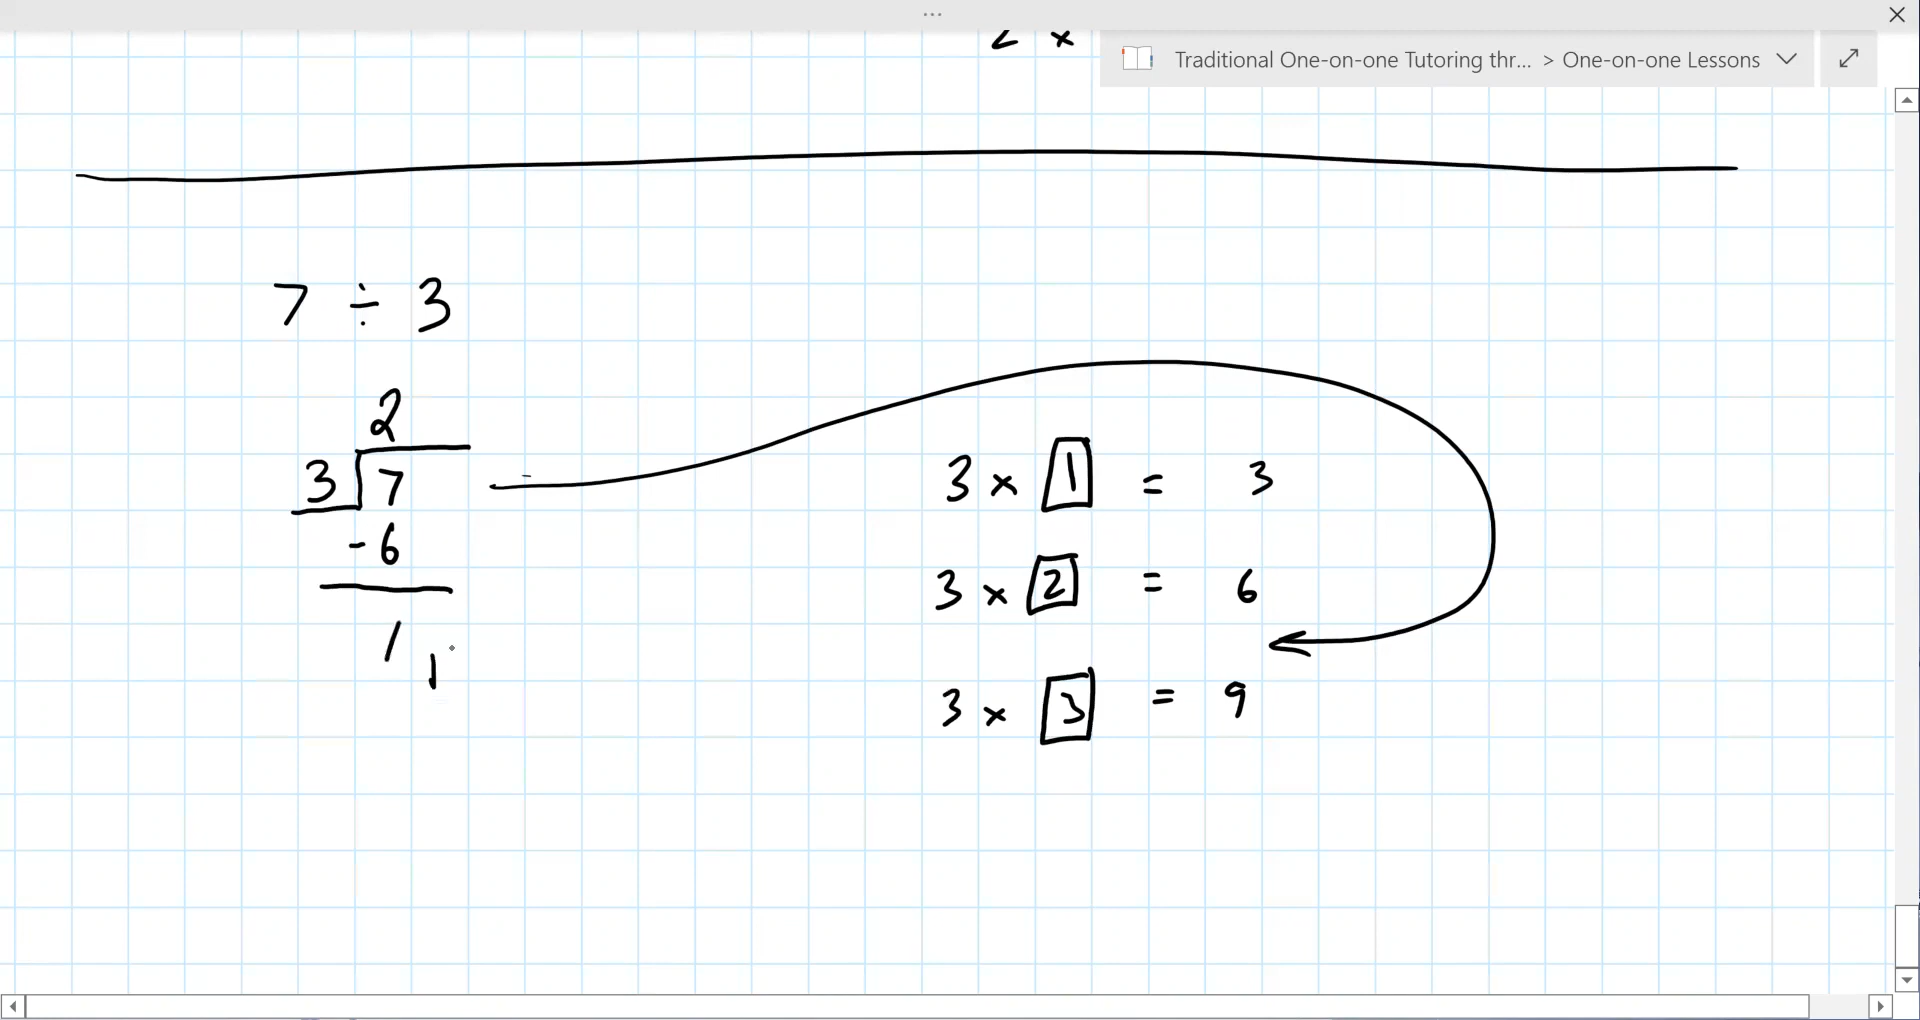 2 ×
Traditional One-on-one Tutoring thr... > One-on-one Lessons
7 ÷ 3
2
3 7
- 6
1
3 × 1 = 3
3 × 2 = 6
3 × 3 = 9